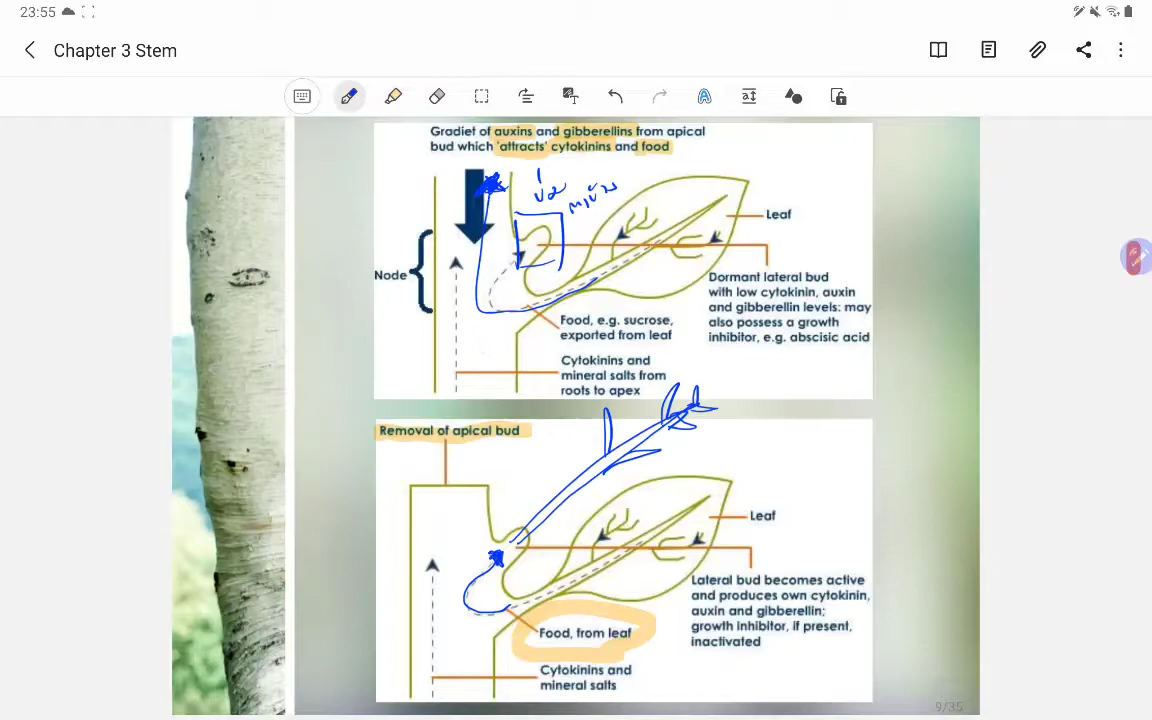 23:55
Chapter 3 Stem
Gradiet of auxins and gibberellins from apical
bud which 'attracts' cytokinins and food
Leaf
Node
Dormant lateral bud
with low cytokinin, auxin
and gibberellin levels: may
also possess a growth
inhibitor, e.g. abscisic acid
Food, e.g. sucrose,
exported from leaf
Cytokinins and
mineral salts from
roots to apex
Removal of apical bud
Leaf
Lateral bud becomes active
and produces own cytokinin,
auxin and gibberellin;
growth inhibitor, if present,
inactivated
Food, from leaf
Cytokinins and
mineral salts
9/35